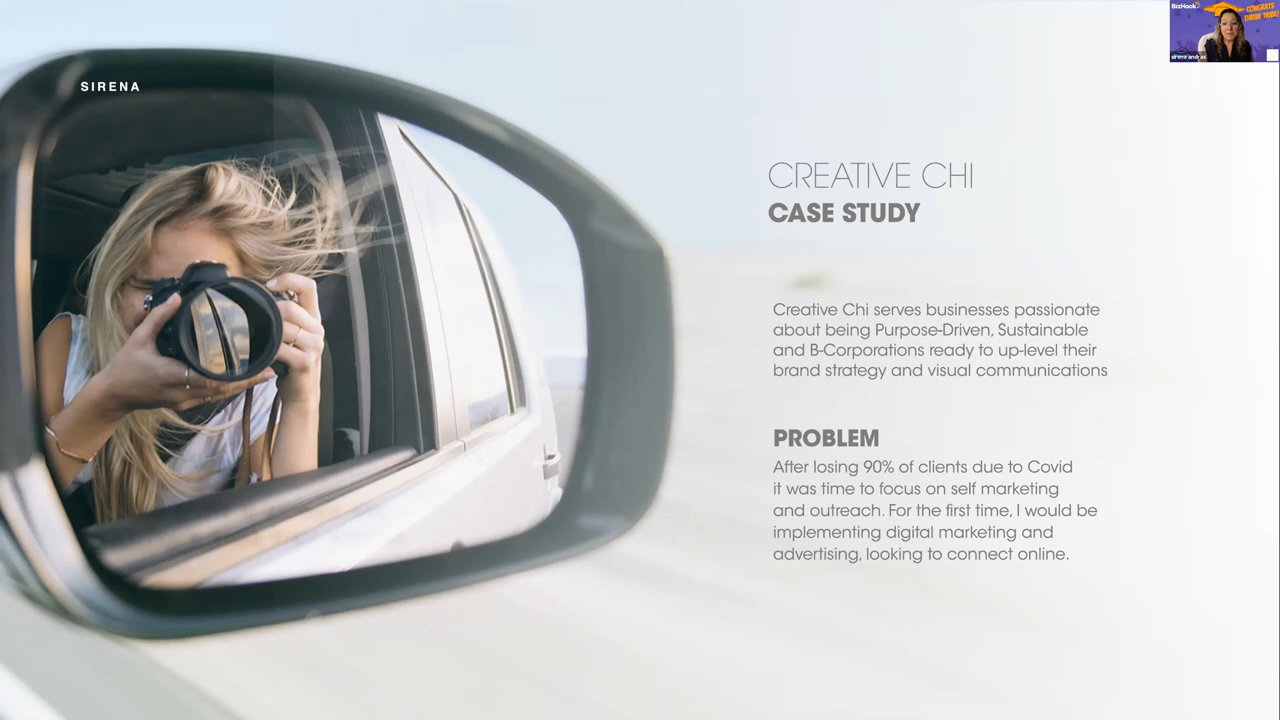 SIRENA
BizHack
CONGRATS
THRIVE TRIBE!
CREATIVE CHI
CASE STUDY
Creative Chi serves businesses passionate
about being Purpose-Driven, Sustainable
and B-Corporations ready to up-level their
brand strategy and visual communications
PROBLEM
After losing 90% of clients due to Covid
it was time to focus on self marketing
and outreach. For the first time, I would be
implementing digital marketing and
advertising, looking to connect online.